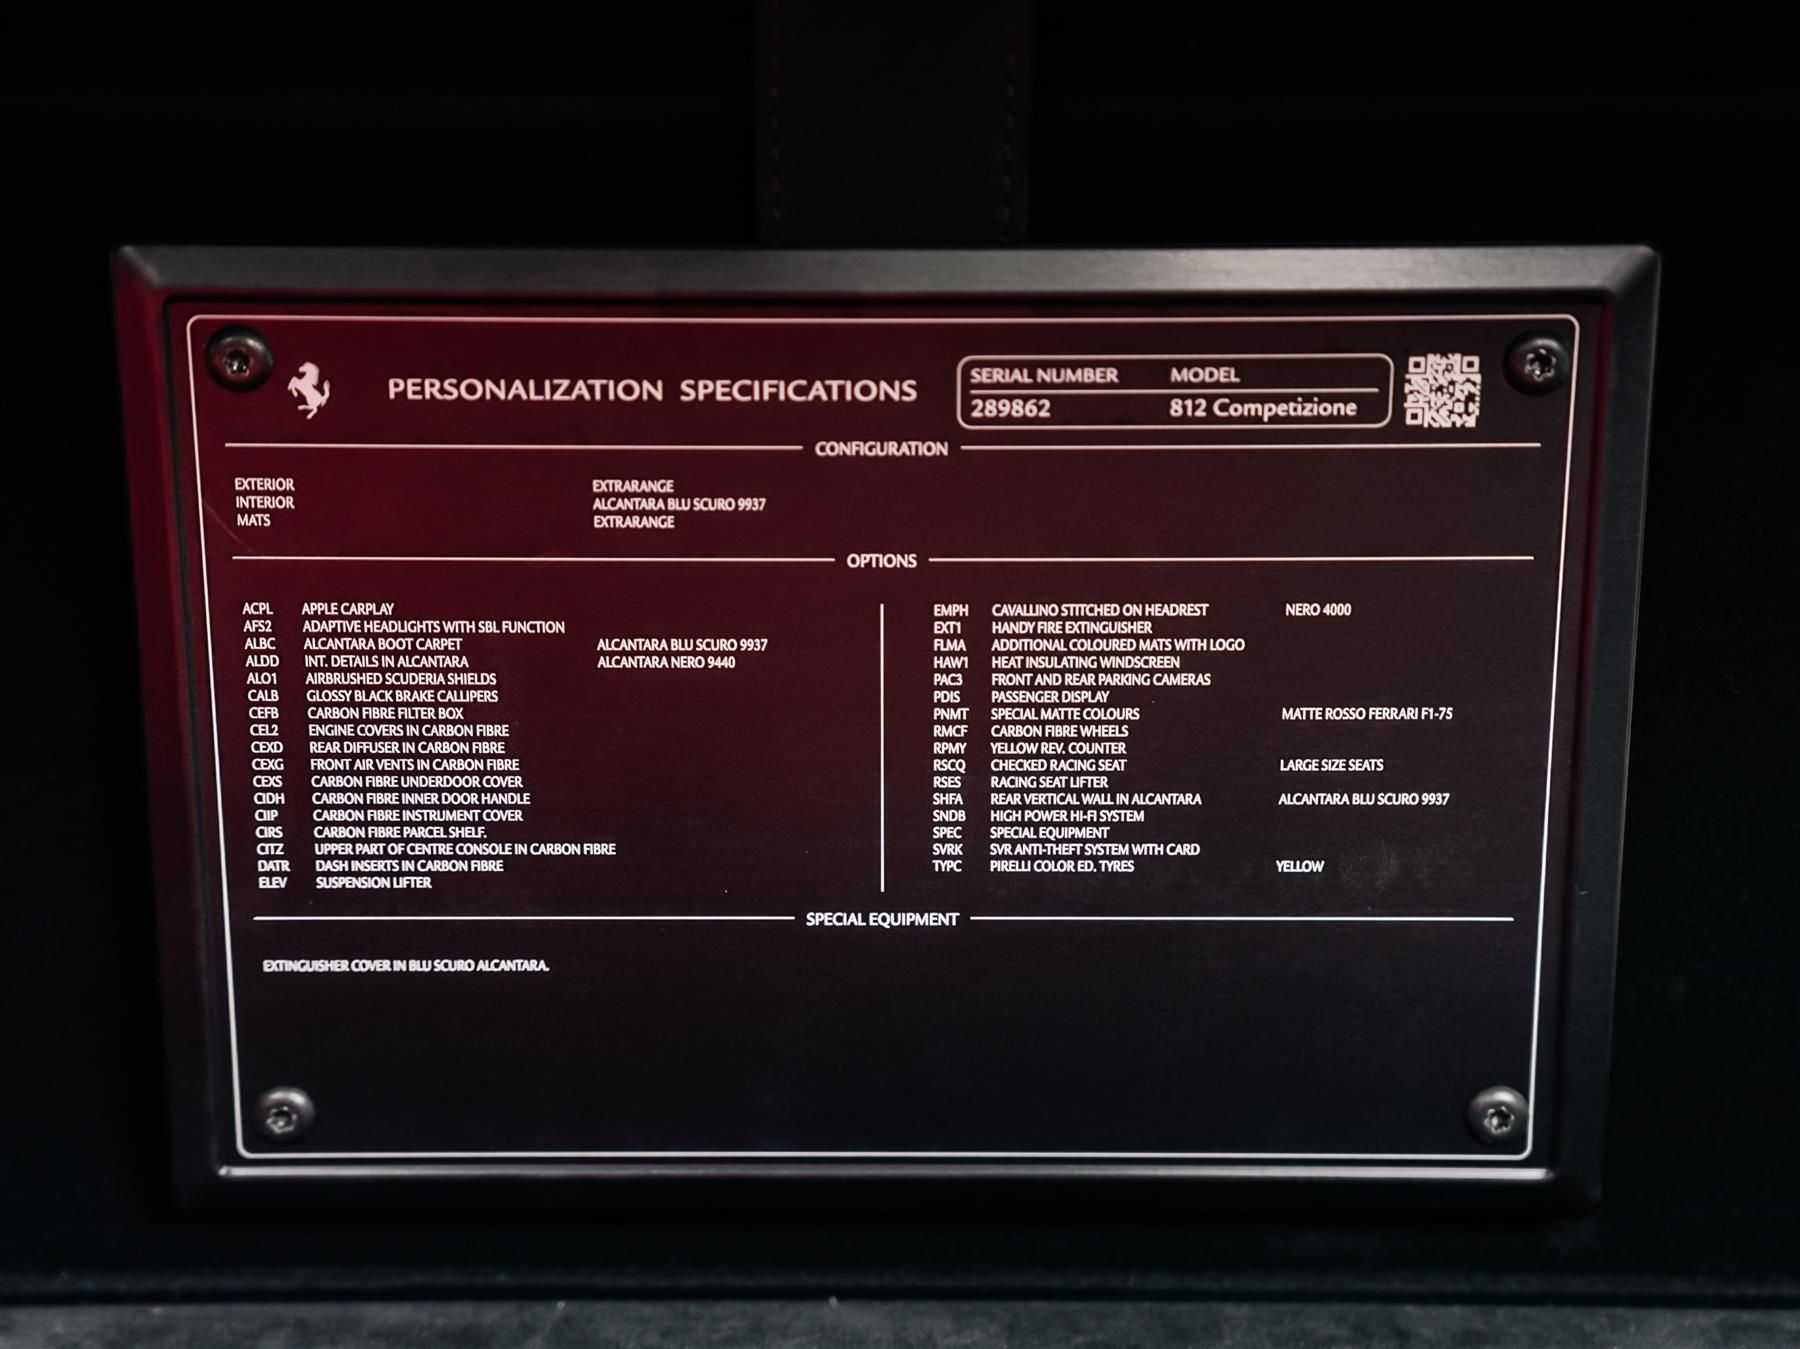 PERSONALIZATION SPECIFICATIONS
SERIAL NUMBER MODEL
289862 812 Competizione
CONFIGURATION
EXTERIOR EXTRARANGE
INTERIOR ALCANTARA BLU SCURO 9937
MATS EXTRARANGE
OPTIONS
ACPL APPLE CARPLAY
AFS2 ADAPTIVE HEADLIGHTS WITH SBL FUNCTION
ALBC ALCANTARA BOOT CARPET ALCANTARA BLU SCURO 9937
ALDD INT. DETAILS IN ALCANTARA ALCANTARA NERO 9440
ALO1 AIRBRUSHED SCUDERIA SHIELDS
CALB GLOSSY BLACK BRAKE CALLIPERS
CEFB CARBON FIBRE FILTER BOX
CEL2 ENGINE COVERS IN CARBON FIBRE
CEXD REAR DIFFUSER IN CARBON FIBRE
CEXG FRONT AIR VENTS IN CARBON FIBRE
CEXS CARBON FIBRE UNDERDOOR COVER
CIDH CARBON FIBRE INNER DOOR HANDLE
CIIP CARBON FIBRE INSTRUMENT COVER
CIRS CARBON FIBRE PARCEL SHELF.
CITZ UPPER PART OF CENTRE CONSOLE IN CARBON FIBRE
DATR DASH INSERTS IN CARBON FIBRE
ELEV SUSPENSION LIFTER
EMPH CAVALLINO STITCHED ON HEADREST NERO 4000
EXT1 HANDY FIRE EXTINGUISHER
FLMA ADDITIONAL COLOURED MATS WITH LOGO
HAW1 HEAT INSULATING WINDSCREEN
PAC3 FRONT AND REAR PARKING CAMERAS
PDIS PASSENGER DISPLAY
PNMT SPECIAL MATTE COLOURS MATTE ROSSO FERRARI F1-75
RMCF CARBON FIBRE WHEELS
RPMY YELLOW REV. COUNTER
RSCQ CHECKED RACING SEAT LARGE SIZE SEATS
RSES RACING SEAT LIFTER
SHFA REAR VERTICAL WALL IN ALCANTARA ALCANTARA BLU SCURO 9937
SNDB HIGH POWER HI-FI SYSTEM
SPEC SPECIAL EQUIPMENT
SVRK SVR ANTI-THEFT SYSTEM WITH CARD
TYPC PIRELLI COLOR ED. TYRES YELLOW
SPECIAL EQUIPMENT
EXTINGUISHER COVER IN BLU SCURO ALCANTARA.